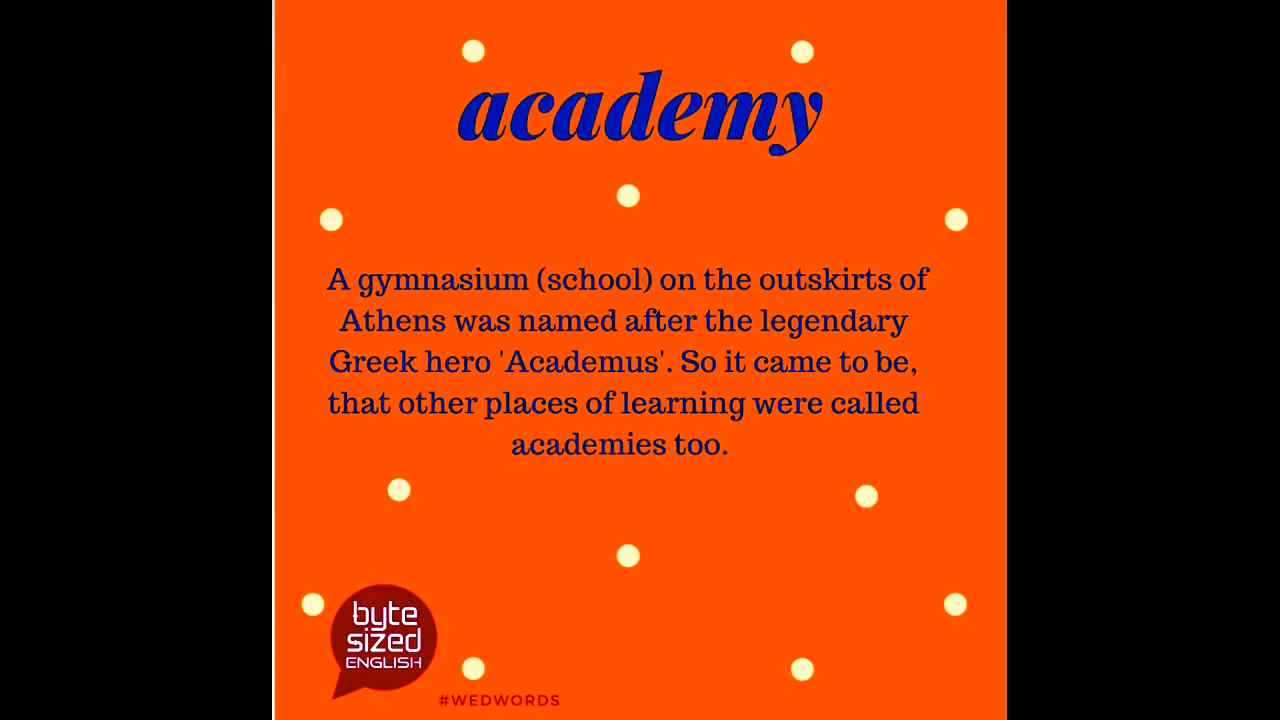 academy
A gymnasium (school) on the outskirts of
Athens was named after the legendary
Greek hero 'Academus'. So it came to be,
that other places of learning were called
academies too.
byte
sized
ENGLISH
#WEDWORDS